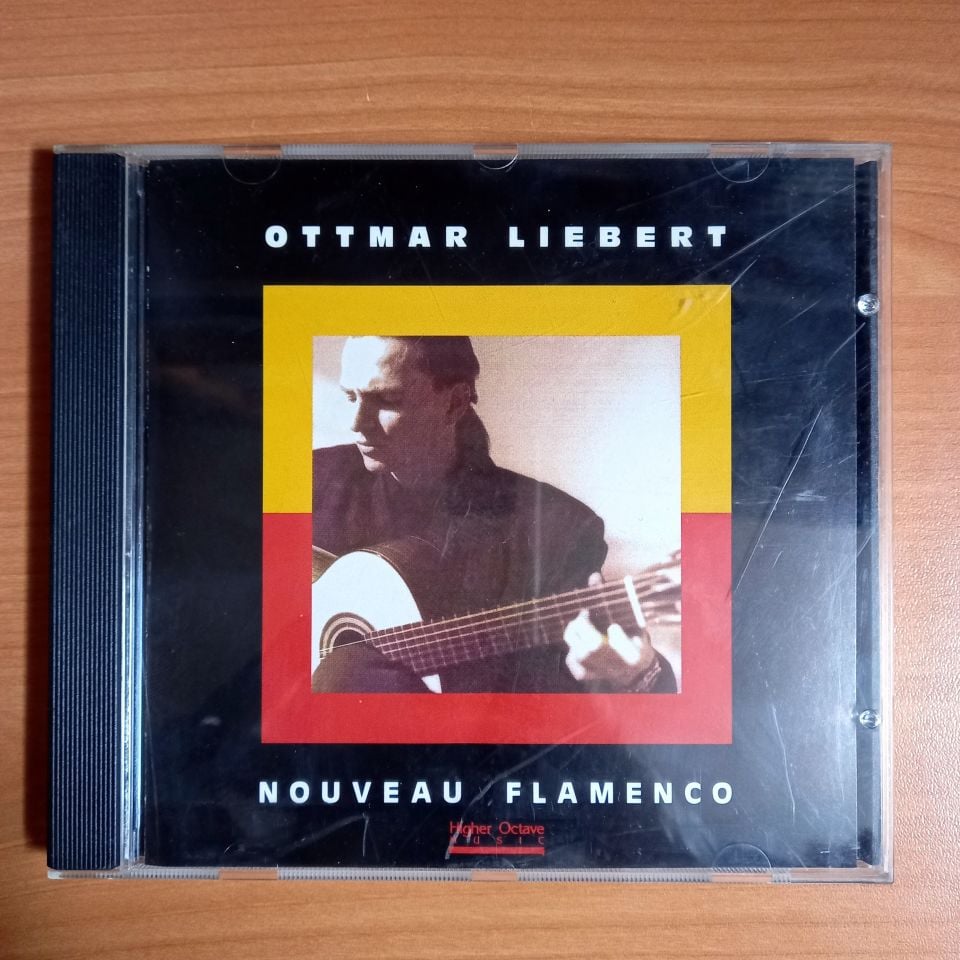 OTTMAR LIEBERT
NOUVEAU FLAMENCO
Higher Octave
MUSIC